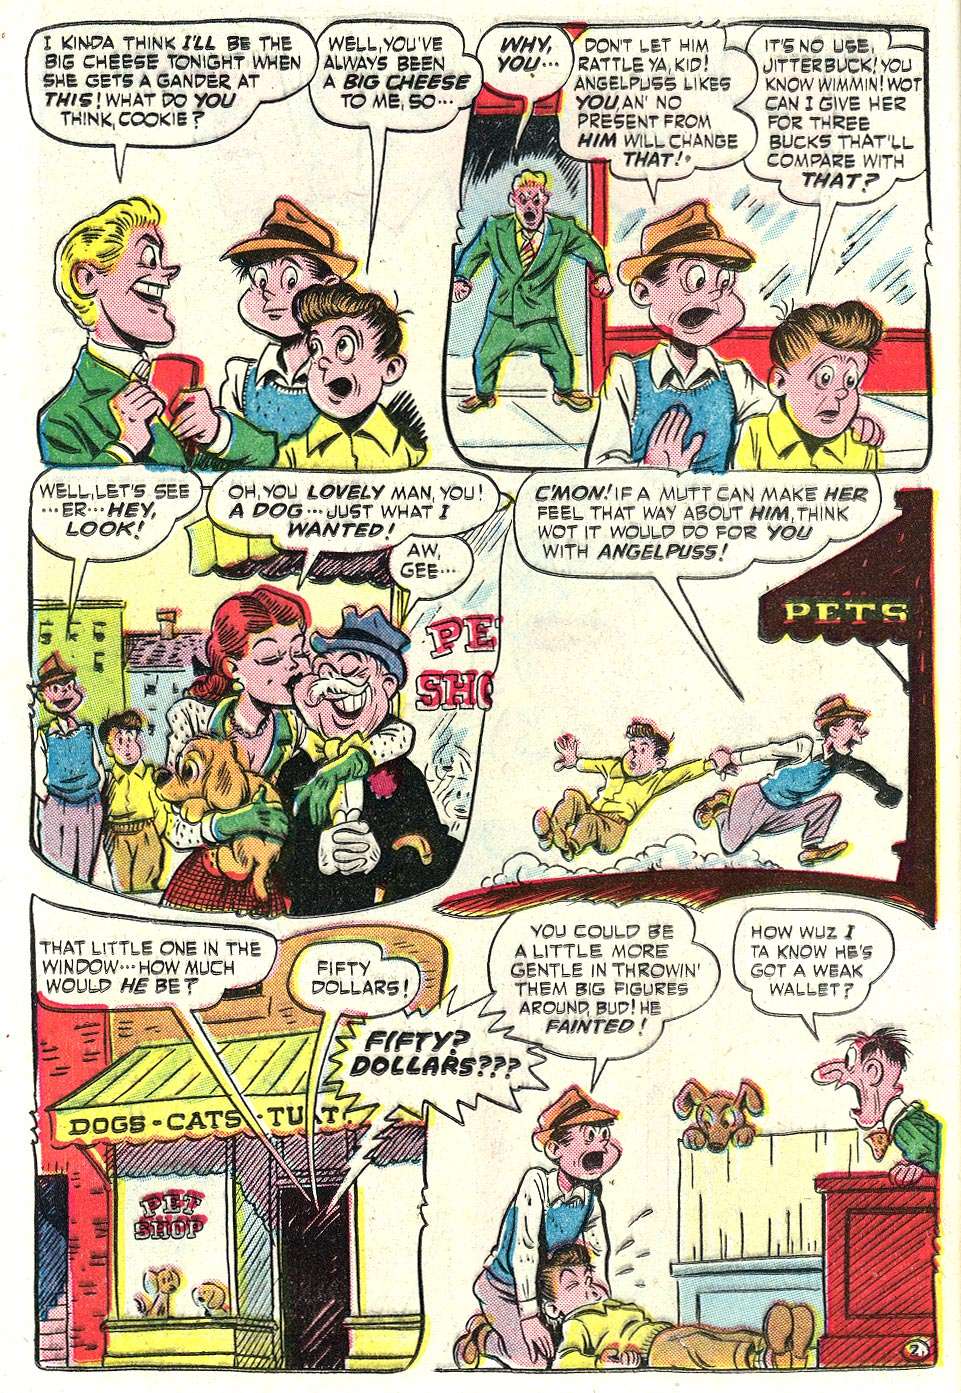 I KINDA THINK I'LL BE THE
BIG CHEESE TONIGHT WHEN
SHE GETS A GANDER AT
THIS! WHAT DO YOU
THINK, COOKIE?
WELL, YOU'VE
ALWAYS BEEN
A BIG CHEESE
TO ME, SO...
WHY,
YOU...
DON'T LET HIM
RATTLE YA, KID!
ANGELPUSS LIKES
YOU, AN' NO
PRESENT FROM
HIM WILL CHANGE
THAT!
IT'S NO USE,
JITTERBUCK! YOU
KNOW WIMMIN! WOT
CAN I GIVE HER
FOR THREE
BUCKS THAT'LL
COMPARE WITH
THAT?
WELL, LET'S SEE
...ER... HEY,
LOOK!
OH, YOU LOVELY MAN, YOU!
A DOG... JUST WHAT I
WANTED!
AW,
GEE...
PE
SHO
C'MON! IF A MUTT CAN MAKE HER
FEEL THAT WAY ABOUT HIM, THINK
WOT IT WOULD DO FOR YOU
WITH ANGELPUSS!
PETS
THAT LITTLE ONE IN THE
WINDOW... HOW MUCH
WOULD HE BE?
FIFTY
DOLLARS!
FIFTY?
DOLLARS???
DOGS - CATS - TURT
PET
SHOP
YOU COULD BE
A LITTLE MORE
GENTLE IN THROWIN'
THEM BIG FIGURES
AROUND, BUD! HE
FAINTED!
HOW WUZ I
TA KNOW HE'S
GOT A WEAK
WALLET?
2